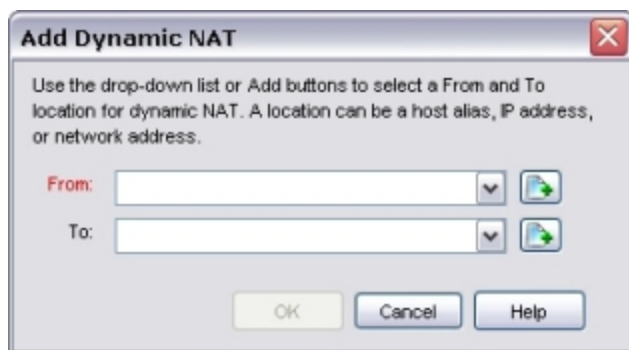 Add Dynamic NAT
Use the drop-down list or Add buttons to select a From and To
location for dynamic NAT. A location can be a host alias, IP address,
or network address.
From:
To:
OK
Cancel
Help